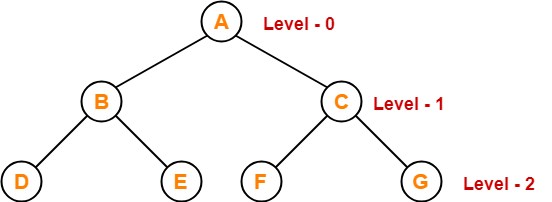 A Level - 0
B C Level - 1
D E F G Level - 2